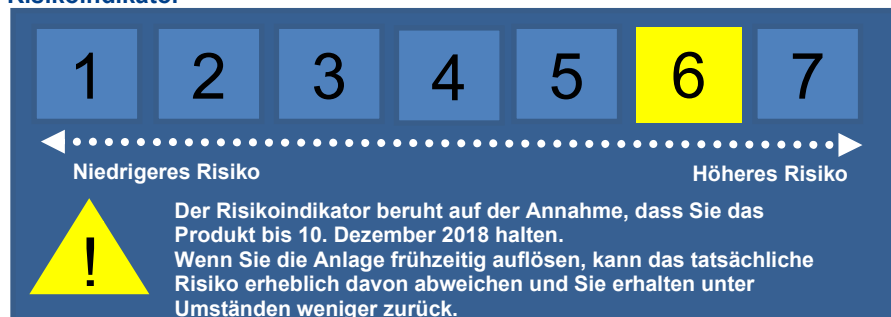 Risikoindikator
1 2 3 4 5 6 7
Niedrigeres Risiko Höheres Risiko
! Der Risikoindikator beruht auf der Annahme, dass Sie das
Produkt bis 10. Dezember 2018 halten.
Wenn Sie die Anlage frühzeitig auflösen, kann das tatsächliche
Risiko erheblich davon abweichen und Sie erhalten unter
Umständen weniger zurück.